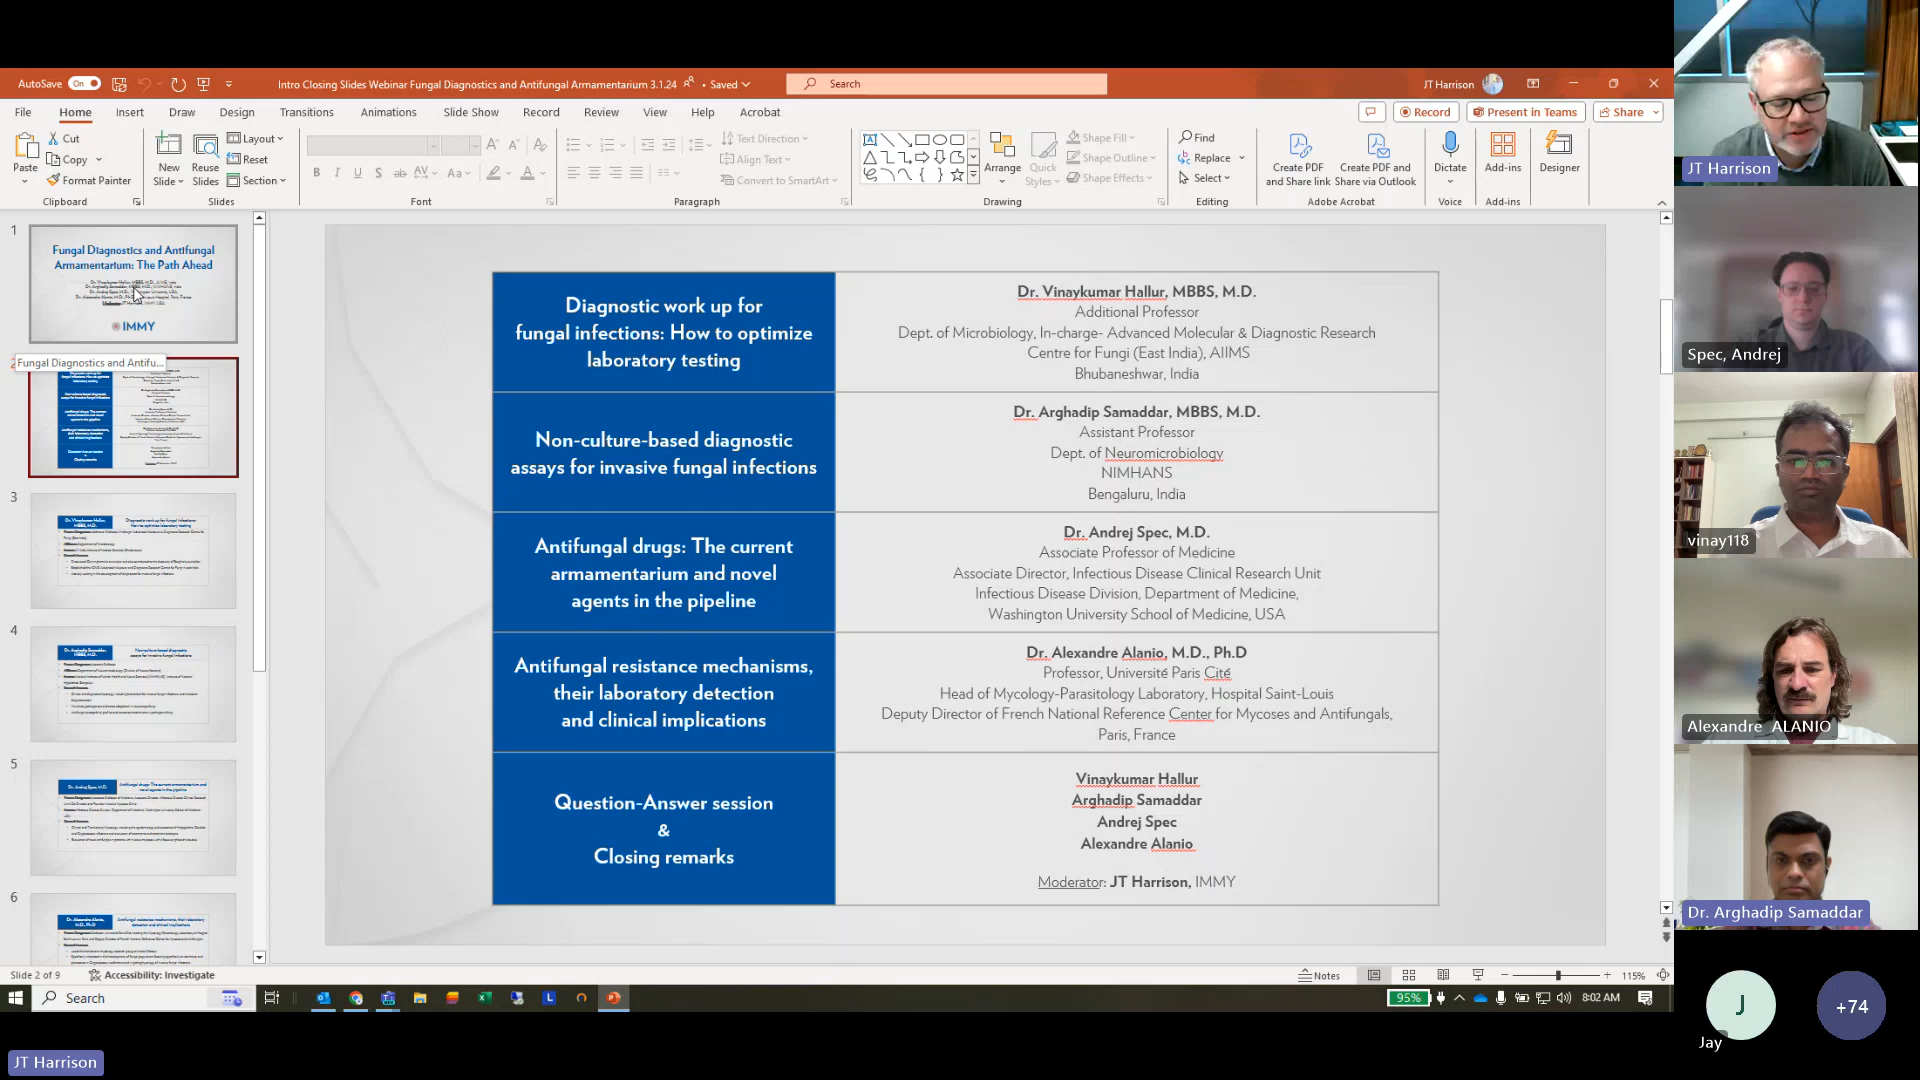 AutoSave On
Intro Closing Slides Webinar Fungal Diagnostics and Antifungal Armamentarium 3.1.24 • Saved
Search
JT Harrison
File Home Insert Draw Design Transitions Animations Slide Show Record Review View Help Acrobat
Record Present in Teams Share
Paste
Cut
Copy
Format Painter
Clipboard
New Slide
Reuse Slides
Layout
Reset
Section
Slides
Font
Text Direction
Align Text
Convert to SmartArt
Paragraph
Arrange
Quick Styles
Shape Fill
Shape Outline
Shape Effects
Drawing
Find
Replace
Select
Editing
Create PDF and Share link
Create PDF and Share via Outlook
Adobe Acrobat
Dictate
Voice
Add-ins
Add-ins
Designer
1
Fungal Diagnostics and Antifungal
Armamentarium: The Path Ahead
IMMY
Fungal Diagnostics and Antifu...
2
3
4
5
6
Diagnostic work up for
fungal infections: How to optimize
laboratory testing
Dr. Vinaykumar Hallur, MBBS, M.D.
Additional Professor
Dept. of Microbiology, In-charge- Advanced Molecular & Diagnostic Research
Centre for Fungi (East India), AIIMS
Bhubaneshwar, India
Non-culture-based diagnostic
assays for invasive fungal infections
Dr. Arghadip Samaddar, MBBS, M.D.
Assistant Professor
Dept. of Neuromicrobiology
NIMHANS
Bengaluru, India
Antifungal drugs: The current
armamentarium and novel
agents in the pipeline
Dr. Andrej Spec, M.D.
Associate Professor of Medicine
Associate Director, Infectious Disease Clinical Research Unit
Infectious Disease Division, Department of Medicine,
Washington University School of Medicine, USA
Antifungal resistance mechanisms,
their laboratory detection
and clinical implications
Dr. Alexandre Alanio, M.D., Ph.D
Professor, Université Paris Cité
Head of Mycology-Parasitology Laboratory, Hospital Saint-Louis
Deputy Director of French National Reference Center for Mycoses and Antifungals,
Paris, France
Question-Answer session
&
Closing remarks
Vinaykumar Hallur
Arghadip Samaddar
Andrej Spec
Alexandre Alanio
Moderator: JT Harrison, IMMY
Slide 2 of 9
Accessibility: Investigate
Notes
115%
Search
95%
8:02 AM
JT Harrison
JT Harrison
Spec, Andrej
vinay118
Alexandre ALANIO
Dr. Arghadip Samaddar
J
Jay
+74